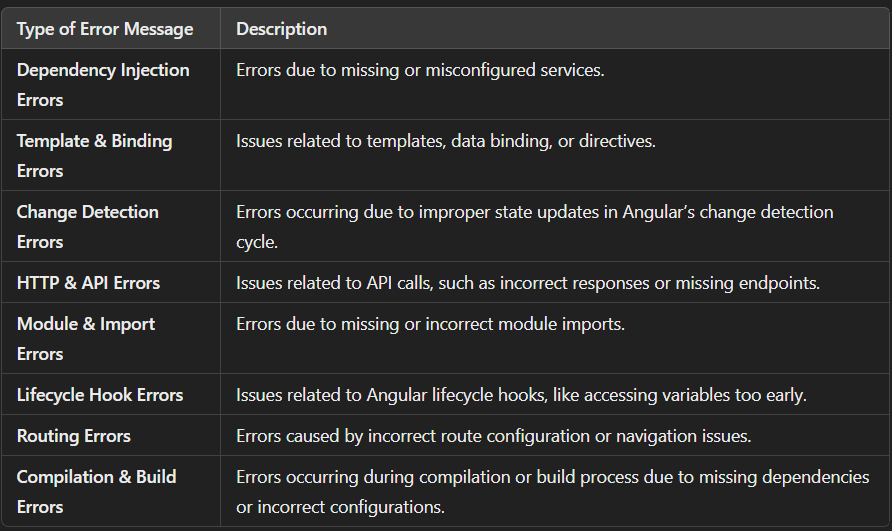 Type of Error Message Description
Dependency Injection Errors due to missing or misconfigured services.
Errors
Template & Binding Issues related to templates, data binding, or directives.
Errors
Change Detection Errors occurring due to improper state updates in Angular’s change detection
Errors cycle.
HTTP & API Errors Issues related to API calls, such as incorrect responses or missing endpoints.
Module & Import Errors due to missing or incorrect module imports.
Errors
Lifecycle Hook Errors Issues related to Angular lifecycle hooks, like accessing variables too early.
Routing Errors Errors caused by incorrect route configuration or navigation issues.
Compilation & Build Errors occurring during compilation or build process due to missing dependencies
Errors or incorrect configurations.